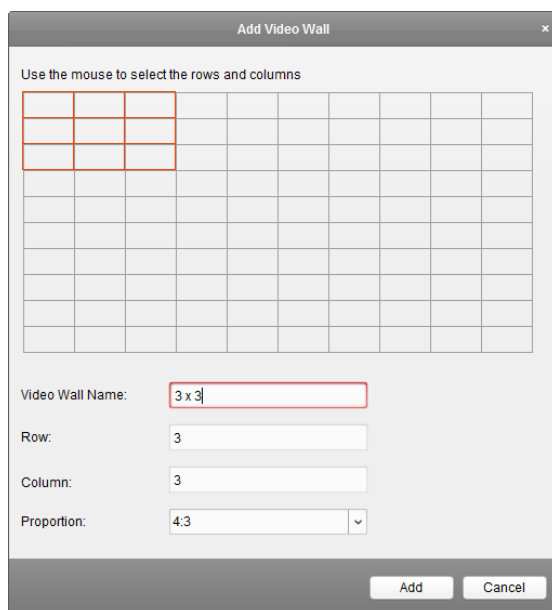 Add Video Wall ×
Use the mouse to select the rows and columns
Video Wall Name: 3 x 3
Row: 3
Column: 3
Proportion: 4:3
Add Cancel